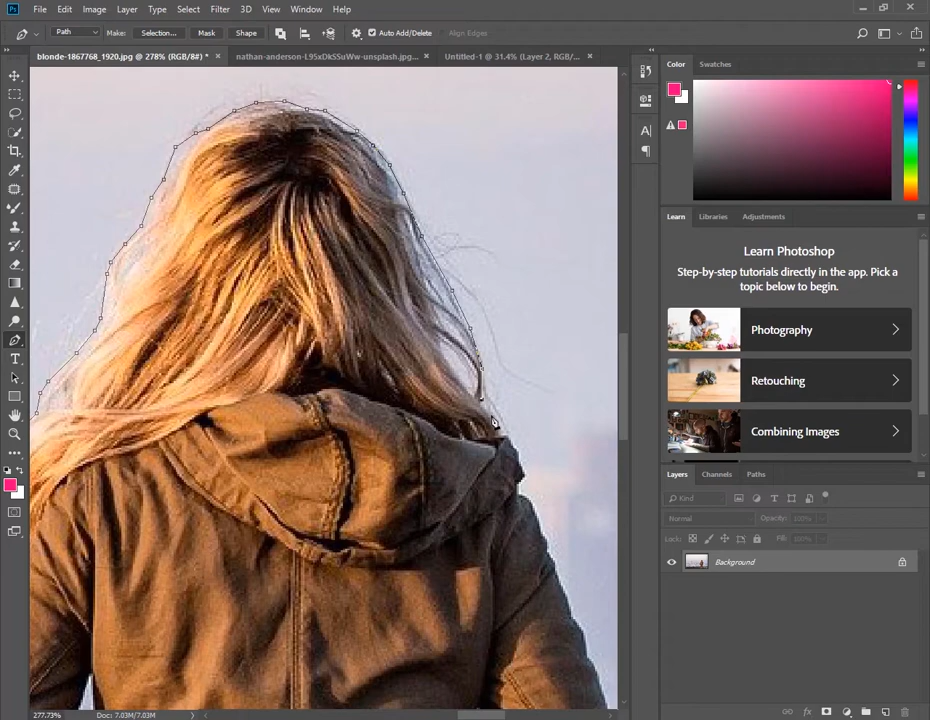 Ps File Edit Image Layer Type Select Filter 3D View Window Help
Path Make: Selection... Mask Shape Auto Add/Delete Align Edges
blonde-1867768_1920.jpg @ 278% (RGB/8#) * × nathan-anderson-L95xDkSSuWw-unsplash.jpg... × Untitled-1 @ 31.4% (Layer 2, RGB/... ×
Color Swatches
Learn Libraries Adjustments
Learn Photoshop
Step-by-step tutorials directly in the app. Pick a
topic below to begin.
Photography
Retouching
Combining Images
Layers Channels Paths
Kind
Normal Opacity: 100%
Lock: Fill: 100%
Background
277.73% Doc: 7.03M/7.03M